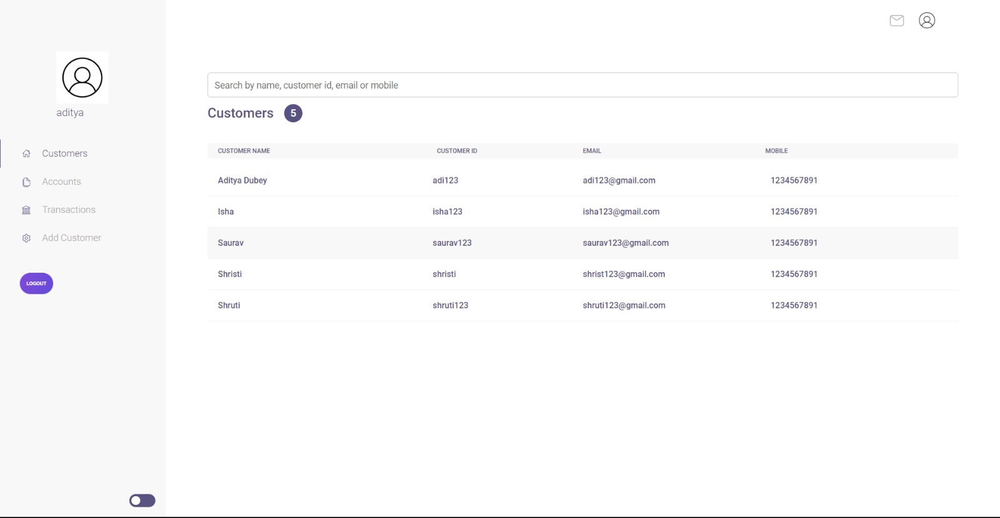 aditya
Customers
Accounts
Transactions
Add Customer
LOGOUT
Search by name, customer id, email or mobile
Customers 5
CUSTOMER NAME CUSTOMER ID EMAIL MOBILE
Aditya Dubey adi123 adi123@gmail.com 1234567891
Isha isha123 isha123@gmail.com 1234567891
Saurav saurav123 saurav123@gmail.com 1234567891
Shristi shristi shrist123@gmail.com 1234567891
Shruti shruti123 shruti123@gmail.com 1234567891